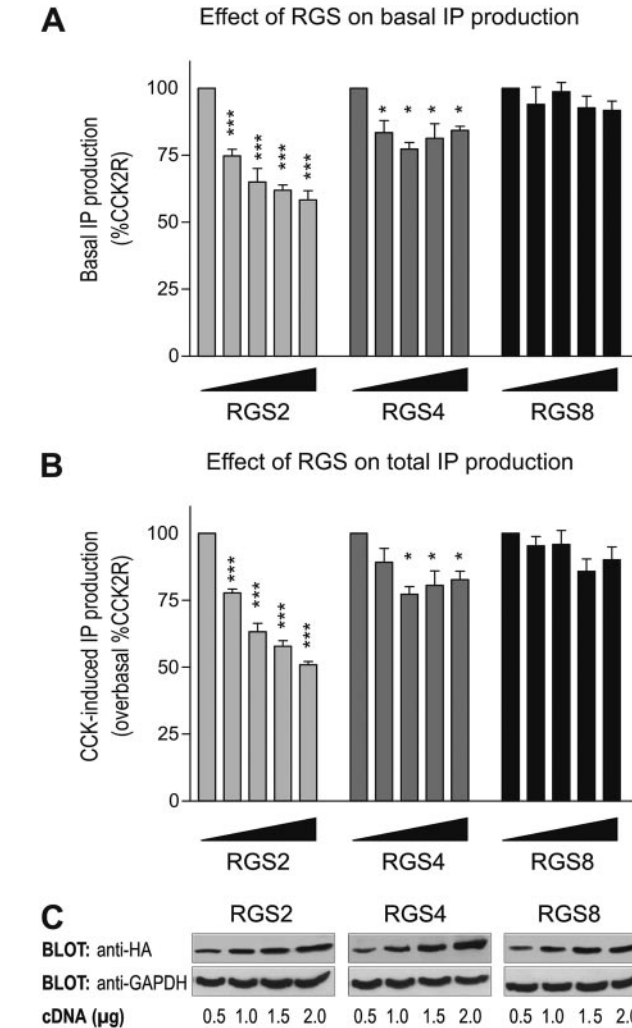 A
Effect of RGS on basal IP production
Basal IP production
(%CCK2R)
100
75
50
25
0
***
***
***
***
*
*
*
*
RGS2
RGS4
RGS8
B
Effect of RGS on total IP production
CCK-induced IP production
(overbasal %CCK2R)
100
75
50
25
0
***
***
***
***
*
*
*
RGS2
RGS4
RGS8
C
RGS2
RGS4
RGS8
BLOT: anti-HA
BLOT: anti-GAPDH
cDNA (µg)
0.5 1.0 1.5 2.0
0.5 1.0 1.5 2.0
0.5 1.0 1.5